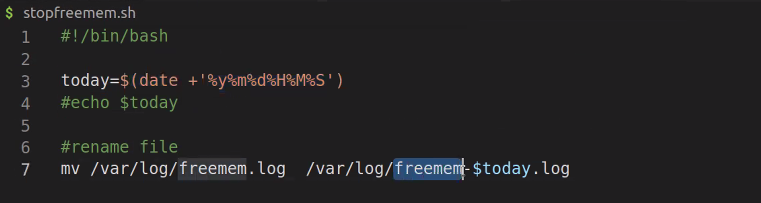 $ stopfreemem.sh
1 #!/bin/bash
2
3 today=$(date +'%y%m%d%H%M%S')
4 #echo $today
5
6 #rename file
7 mv /var/log/freemem.log  /var/log/freemem-$today.log